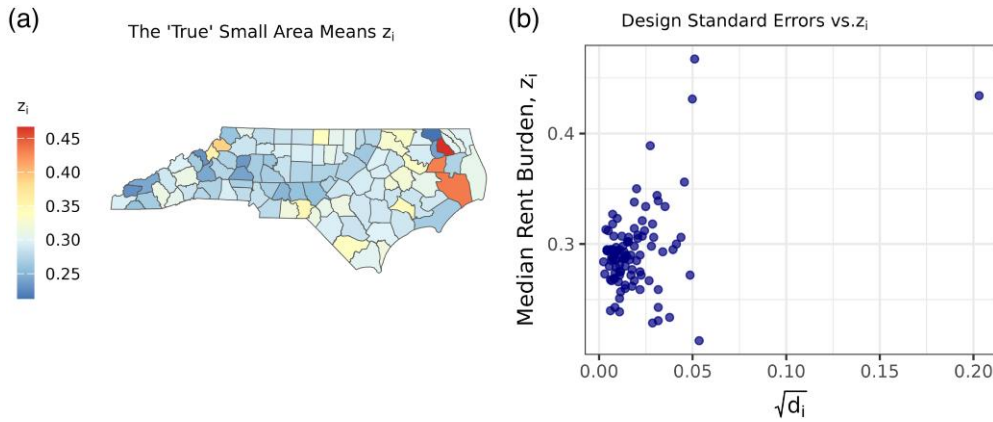 (a)
The 'True' Small Area Means zᵢ
zᵢ
0.45
0.40
0.35
0.30
0.25
(b)
Design Standard Errors vs.zᵢ
Median Rent Burden, zᵢ
0.4
0.3
0.00 0.05 0.10 0.15 0.20
√dᵢ